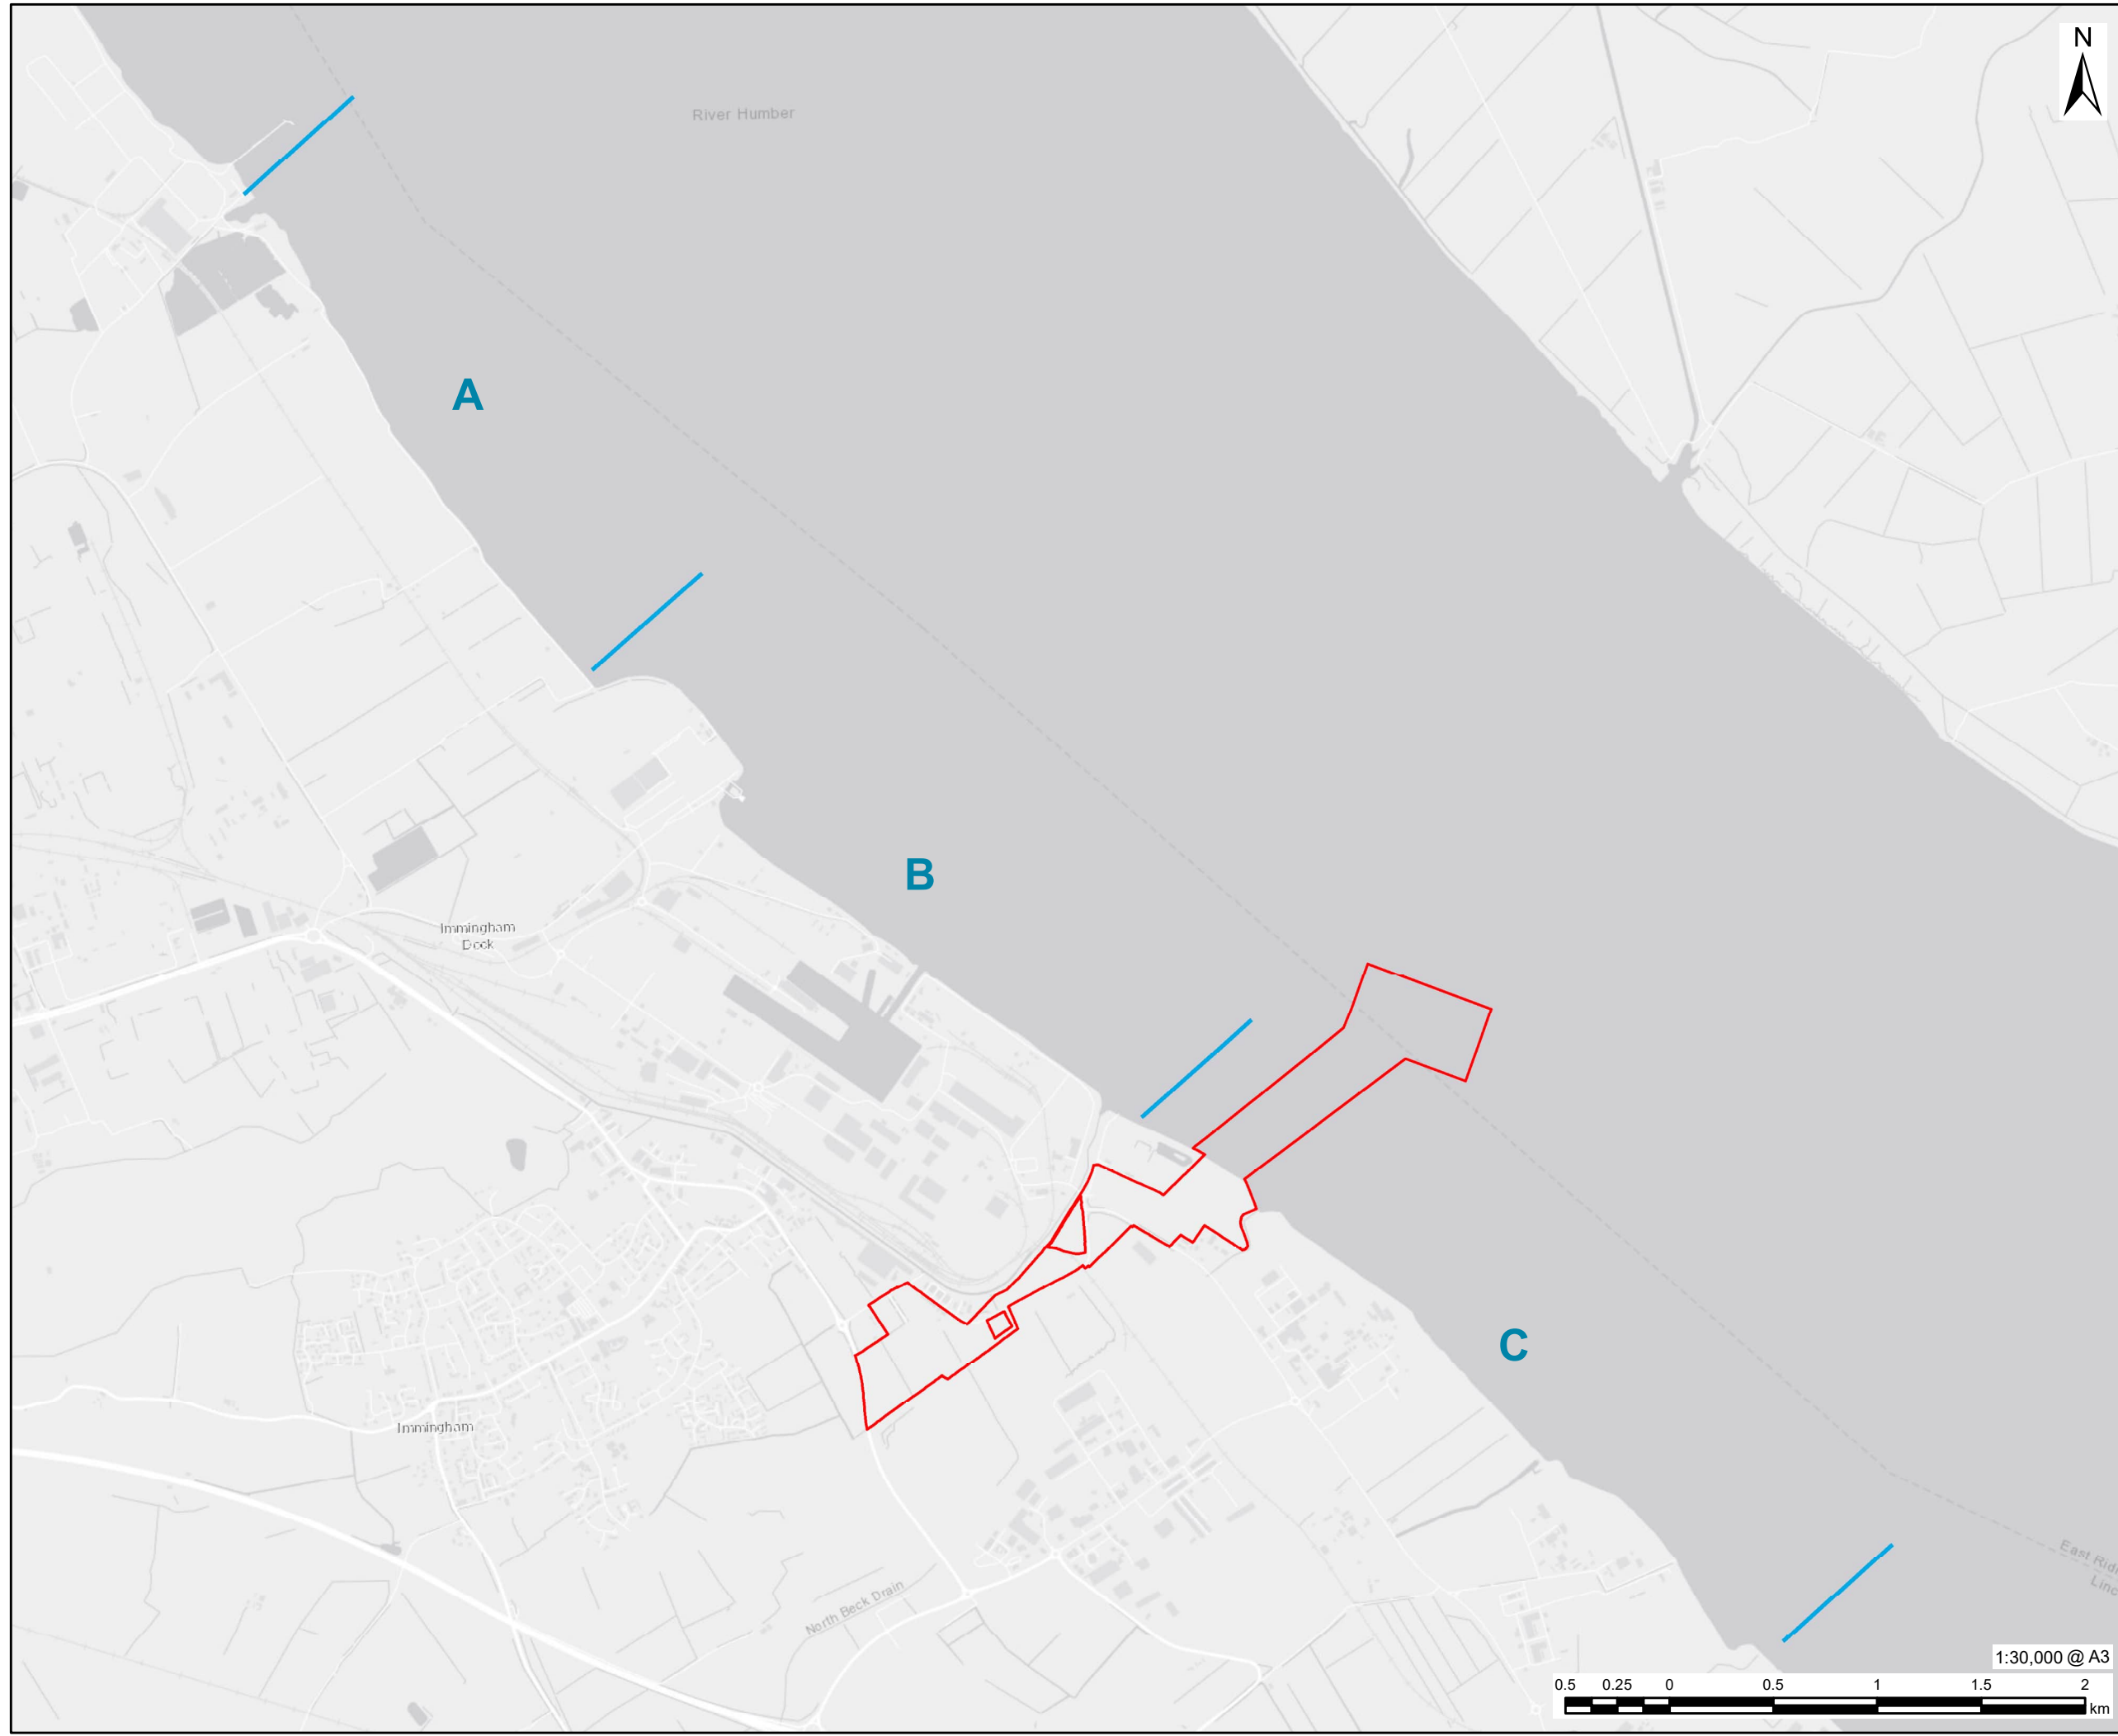 N
River Humber
A
B
Immingham
Dock
C
Immingham
North Beck Drain
East Rid
Linc
1:30,000 @ A3
0.5 0.25 0 0.5 1 1.5 2
km